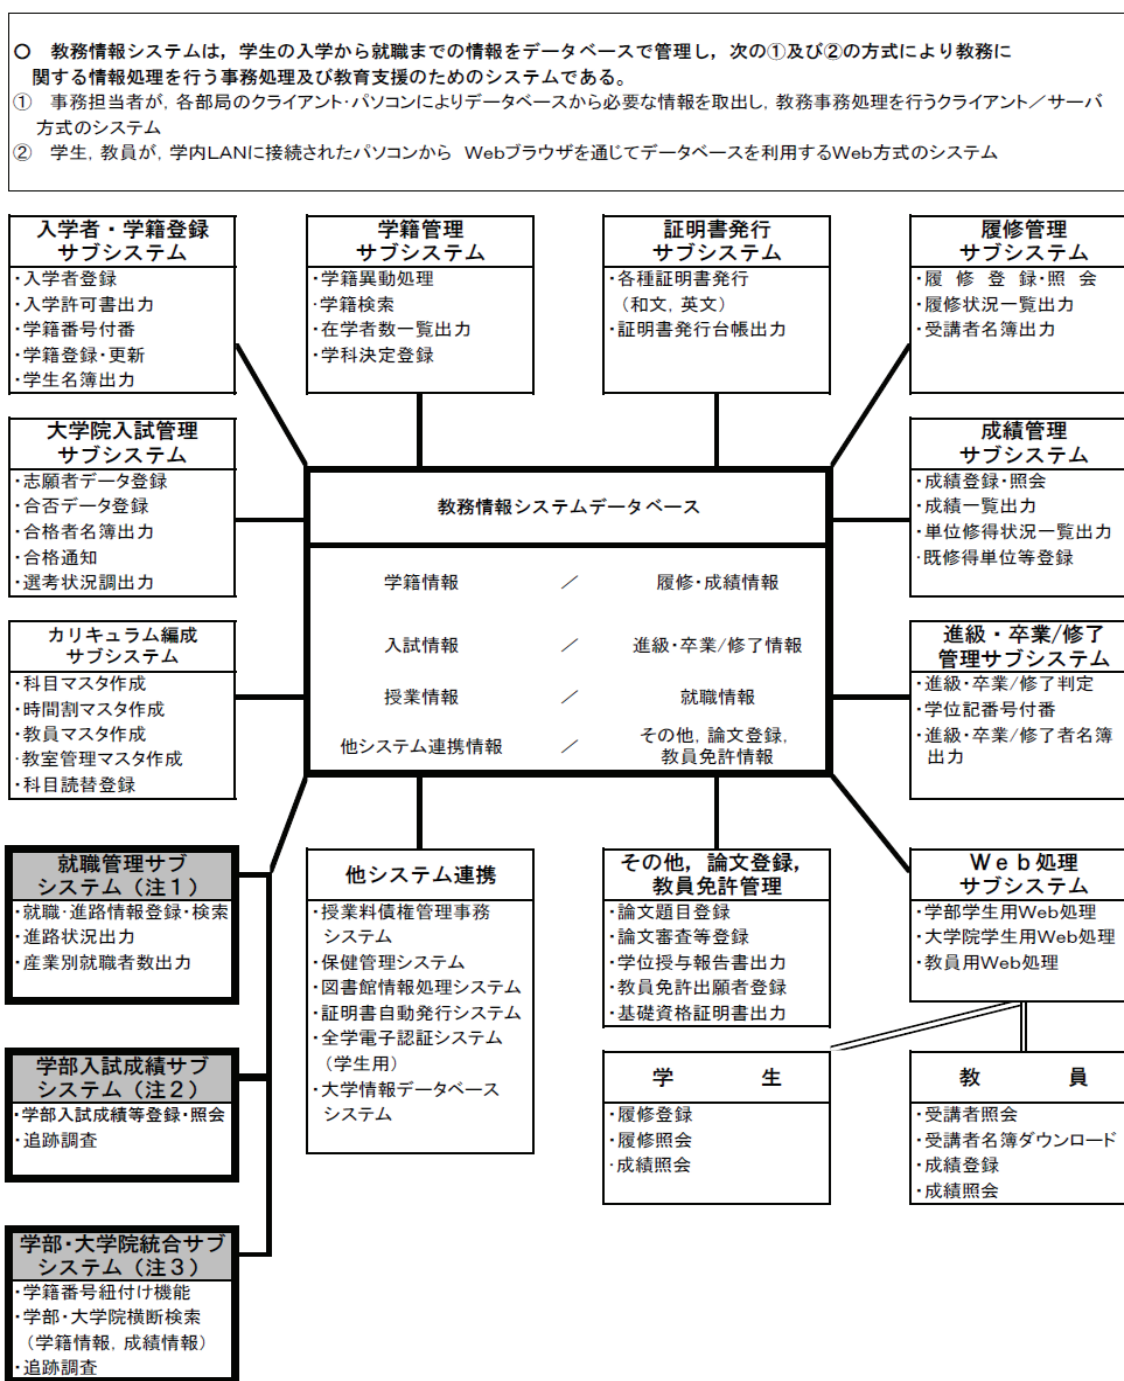 ○ 教務情報システムは，学生の入学から就職までの情報をデータベースで管理し，次の①及び②の方式により教務に
関する情報処理を行う事務処理及び教育支援のためのシステムである。
① 事務担当者が，各部局のクライアント・パソコンによりデータベースから必要な情報を取出し，教務事務処理を行うクライアント／サーバ
方式のシステム
② 学生，教員が，学内LANに接続されたパソコンから Webブラウザを通じてデータベースを利用するWeb方式のシステム
入学者・学籍登録
サブシステム
・入学者登録
・入学許可書出力
・学籍番号付番
・学籍登録・更新
・学生名簿出力
学籍管理
サブシステム
・学籍異動処理
・学籍検索
・在学者数一覧出力
・学科決定登録
証明書発行
サブシステム
・各種証明書発行
（和文，英文）
・証明書発行台帳出力
履修管理
サブシステム
・履 修 登 録・照 会
・履修状況一覧出力
・受講者名簿出力
大学院入試管理
サブシステム
・志願者データ登録
・合否データ登録
・合格者名簿出力
・合格通知
・選考状況調出力
教務情報システムデータベース
学籍情報 ／ 履修・成績情報
入試情報 ／ 進級・卒業/修了情報
授業情報 ／ 就職情報
他システム連携情報 ／ その他，論文登録，
教員免許情報
成績管理
サブシステム
・成績登録・照会
・成績一覧出力
・単位修得状況一覧出力
・既修得単位等登録
カリキュラム編成
サブシステム
・科目マスタ作成
・時間割マスタ作成
・教員マスタ作成
・教室管理マスタ作成
・科目読替登録
進級・卒業/修了
管理サブシステム
・進級・卒業/修了判定
・学位記番号付番
・進級・卒業/修了者名簿
出力
就職管理サブ
システム（注１）
・就職・進路情報登録・検索
・進路状況出力
・産業別就職者数出力
他システム連携
・授業料債権管理事務
システム
・保健管理システム
・図書館情報処理システム
・証明書自動発行システム
・全学電子認証システム
（学生用）
・大学情報データベース
システム
その他，論文登録，
教員免許管理
・論文題目登録
・論文審査等登録
・学位授与報告書出力
・教員免許出願者登録
・基礎資格証明書出力
Ｗｅｂ処理
サブシステム
・学部学生用Web処理
・大学院学生用Web処理
・教員用Web処理
学部入試成績サブ
システム（注２）
・学部入試成績等登録・照会
・追跡調査
学 生
・履修登録
・履修照会
・成績照会
教 員
・受講者照会
・受講者名簿ダウンロード
・成績登録
・成績照会
学部・大学院統合サブ
システム（注３）
・学籍番号紐付け機能
・学部・大学院横断検索
（学籍情報，成績情報）
・追跡調査